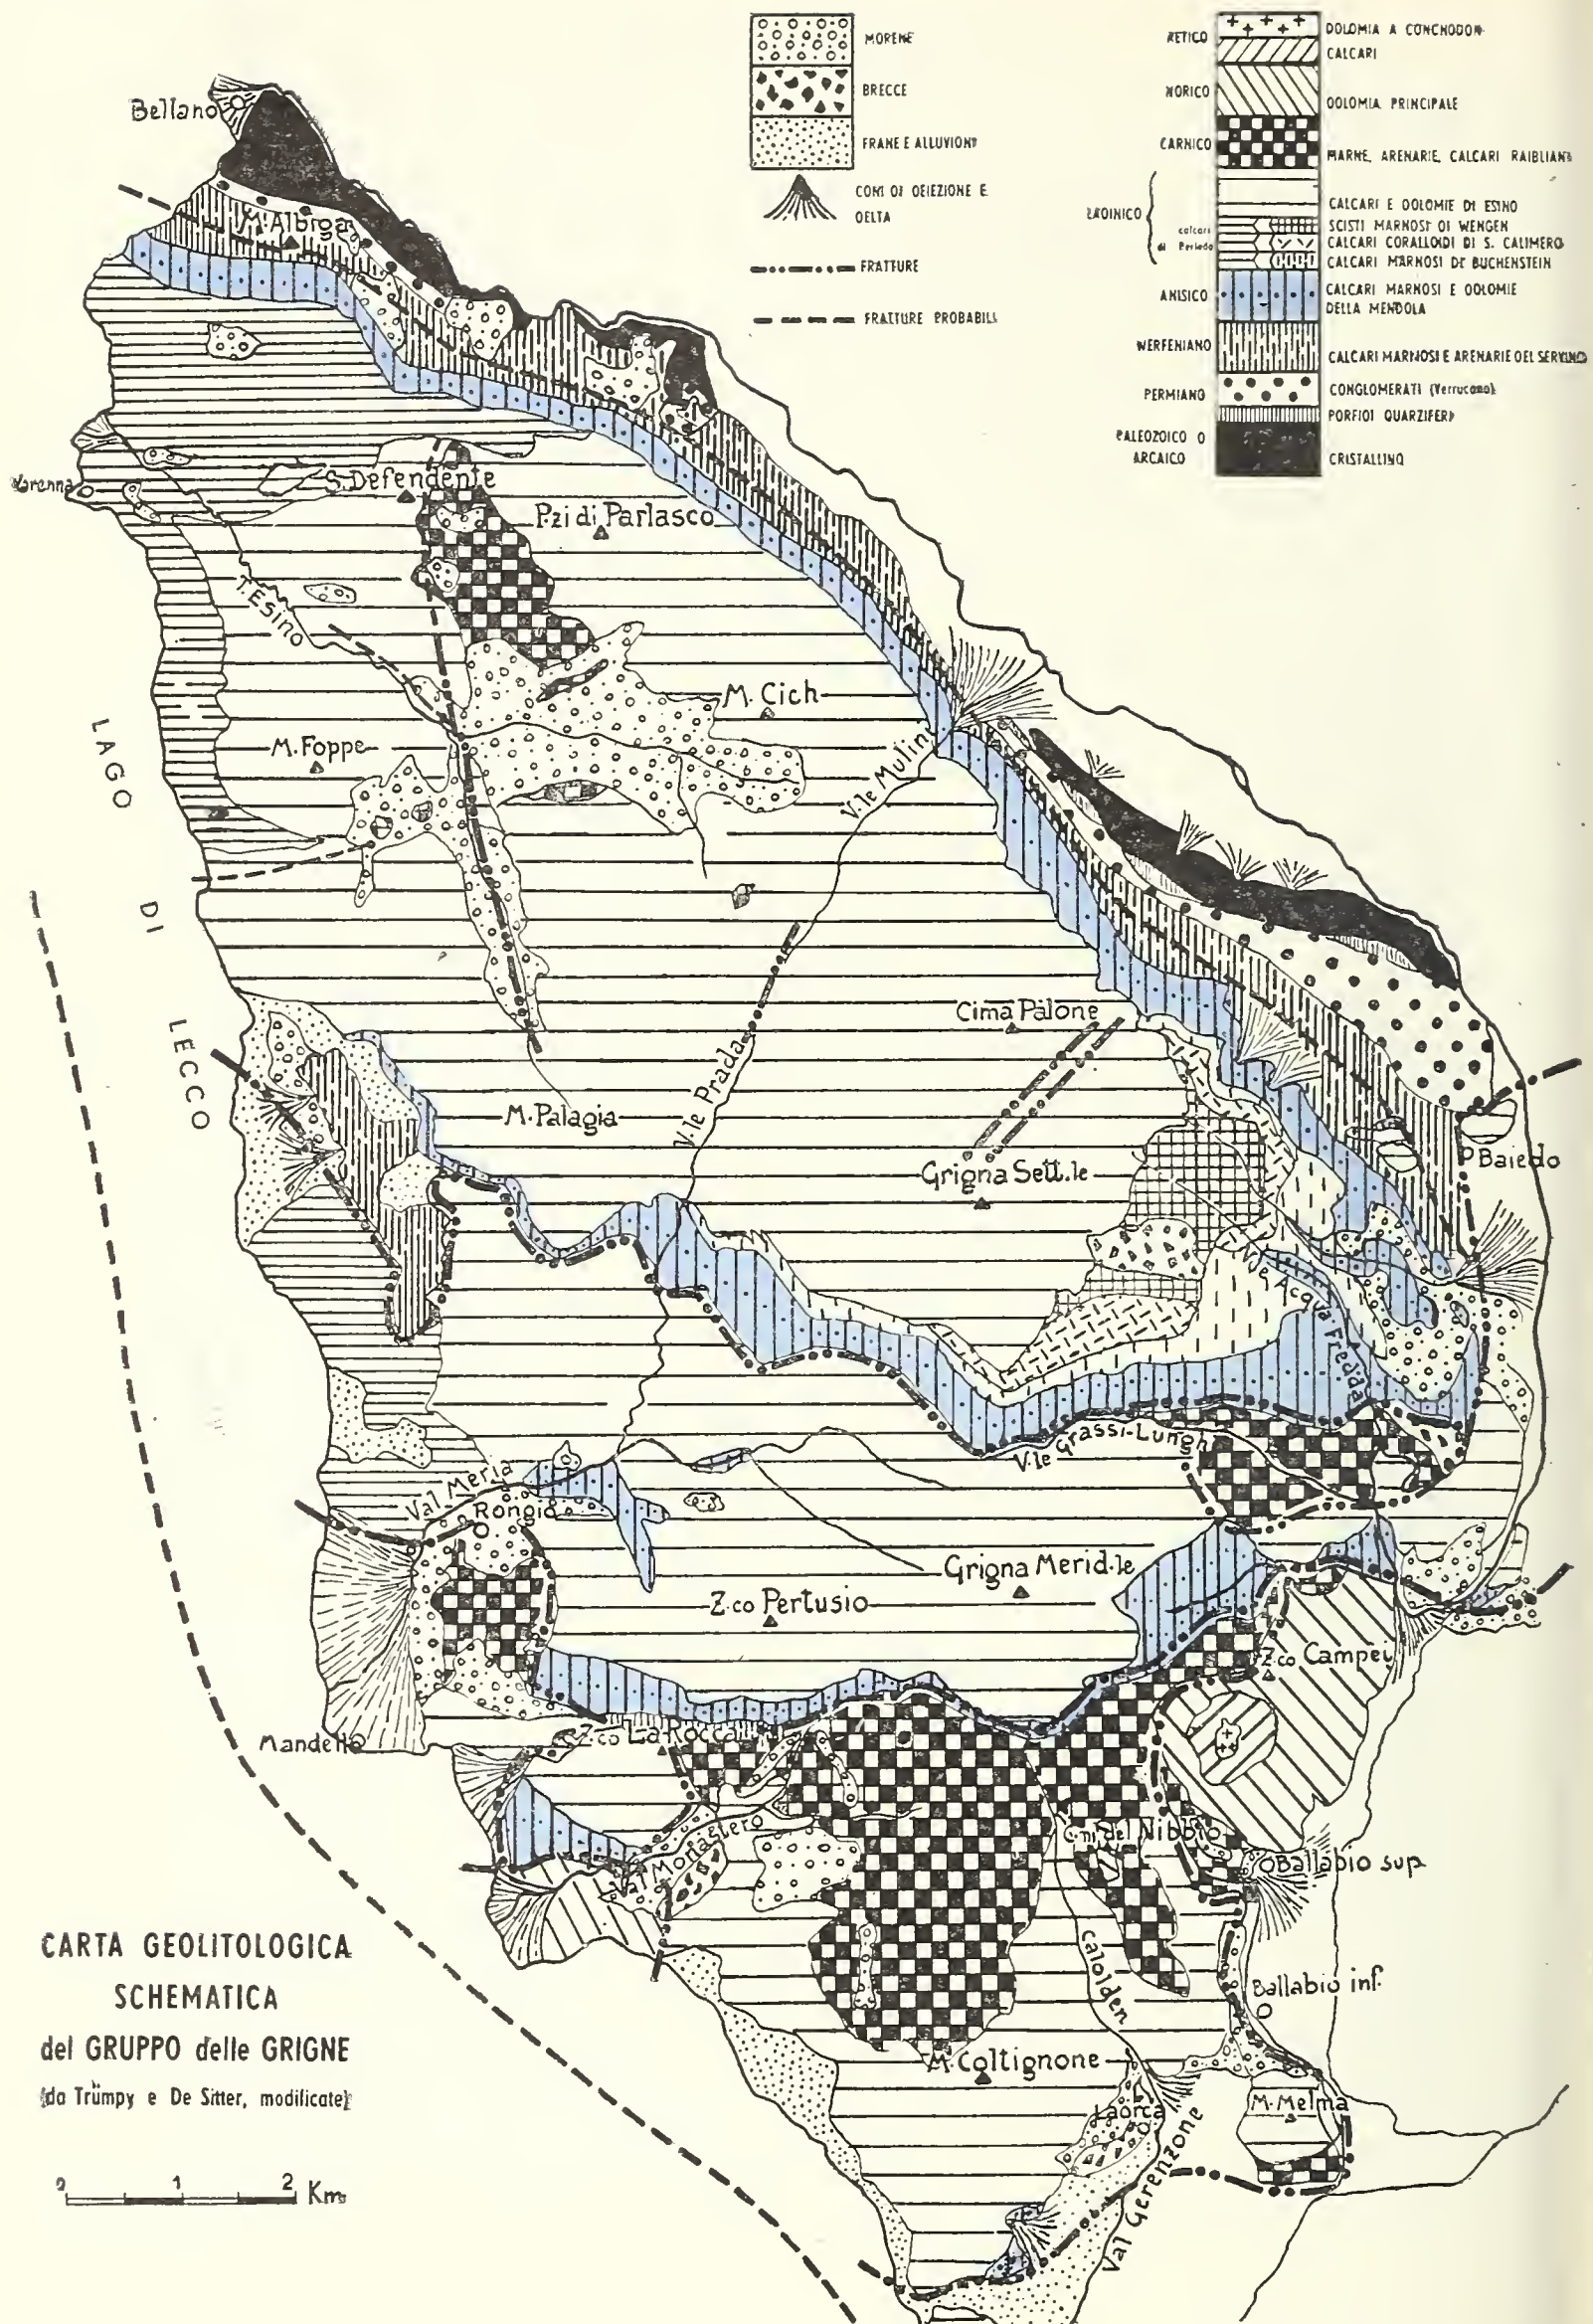 MORENE
BRECCE
FRANE E ALLUVIONI
CONI DI DEIEZIONE E
DELTA
FRATTURE
FRATTURE PROBABILI
RETICO
DOLOMIA A CONCHODON
CALCARI
NORICO
DOLOMIA PRINCIPALE
CARNICO
MARNE, ARENARIE, CALCARI RAIBLIANI
LADINICO
calcari
di Perledo
CALCARI E DOLOMIE DI ESINO
SCISTI MARNOSI DI WENGEN
CALCARI CORALLOIDI DI S. CALIMERO
CALCARI MARNOSI DI BUCHENSTEIN
ANISICO
CALCARI MARNOSI E DOLOMIE
DELLA MENDOLA
WERFENIANO
CALCARI MARNOSI E ARENARIE DEL SERVINO
PERMIANO
CONGLOMERATI (Verrucano)
PORFIDI QUARZIFERI
PALEOZOICO O
ARCAICO
CRISTALLINO
Bellano
M. Albiga
Varenna
S. Defendente
P.zi di Parlasco
T. Esino
M. Cich
M. Foppe
V.le Mulini
LAGO
DI
LECCO
Cima Palone
M. Palagia
V.le Prada
Grigna Sett.le
Baiedo
V.le Acqua Fredda
V.le Grassi-Lunghi
Val Meria
Rongio
Grigna Merid.le
Z.co Pertusio
Z.co Campei
Mandello
Z.co La Rocca
Val Monastero
C.ni del Nibbio
Ballabio sup.
Calolden
Ballabio inf.
M. Coltignone
Laorca
M. Melma
Val Gerenzone
CARTA GEOLITOLOGICA
SCHEMATICA
del GRUPPO delle GRIGNE
(da Trümpy e De Sitter, modificate)
0 1 2 Km